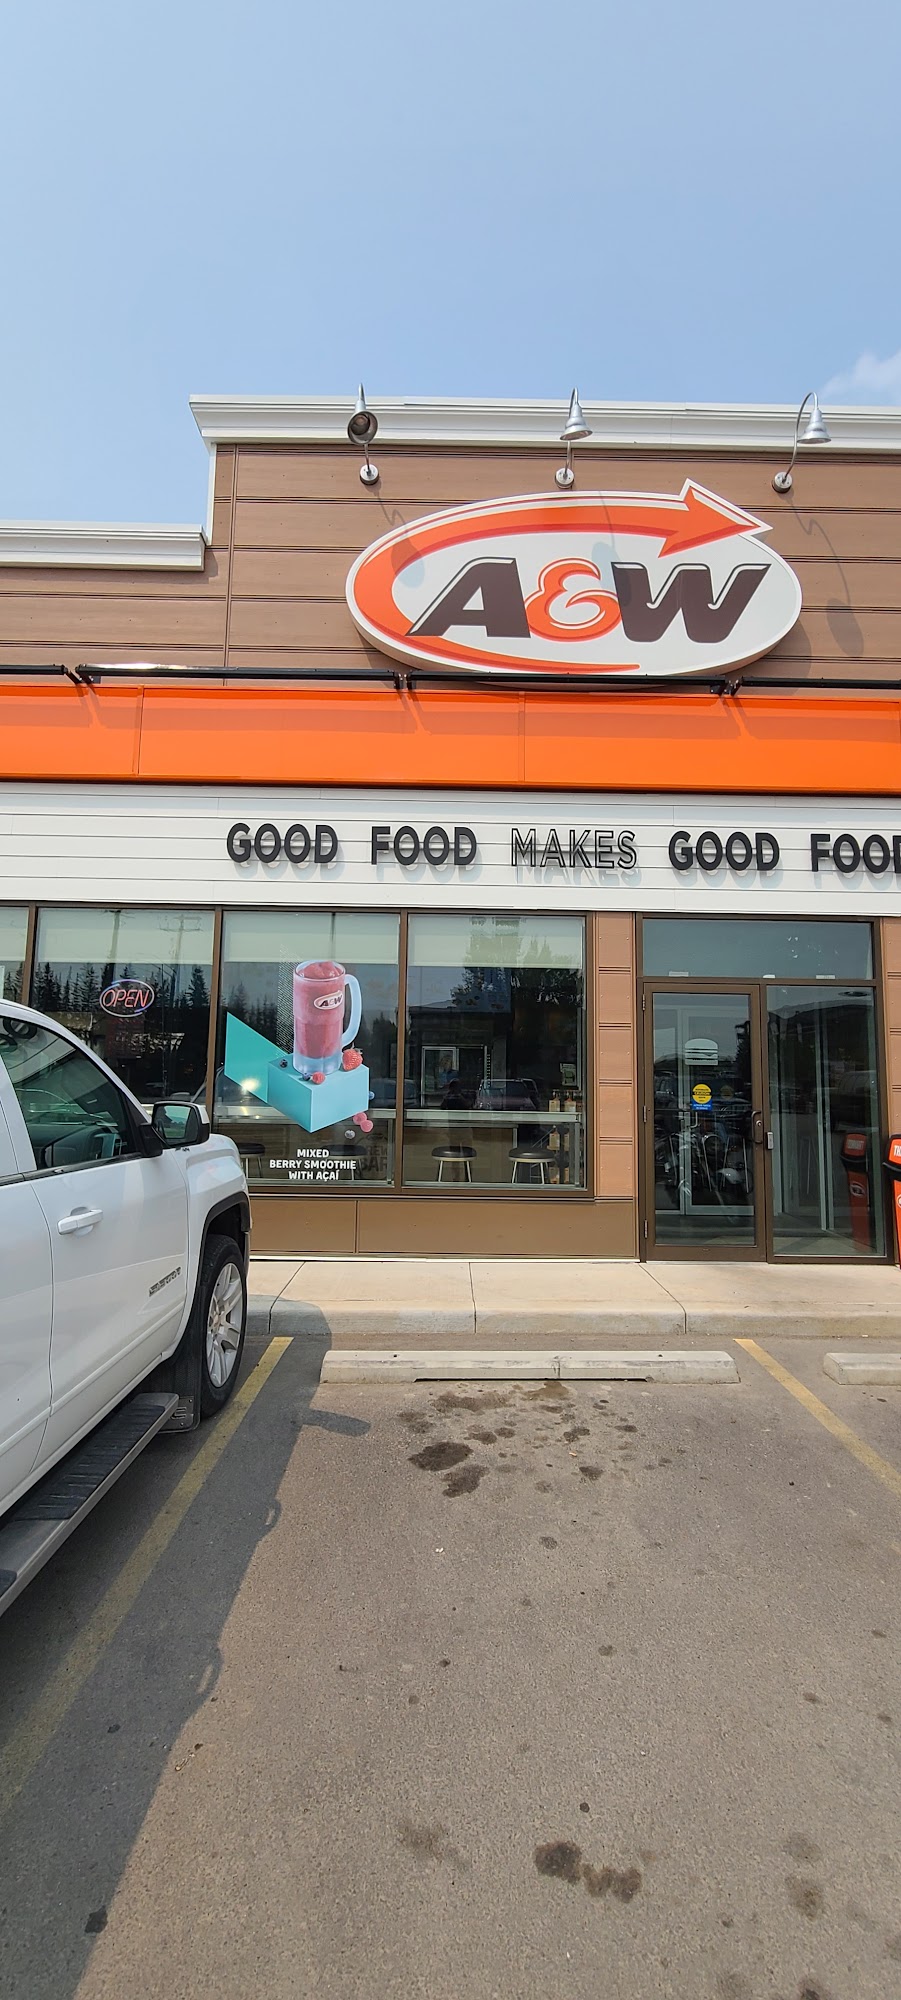 A&W
GOOD FOOD MAKES GOOD FOOD
OPEN
A&W
MIXED
BERRY SMOOTHIE
WITH AÇAÍ